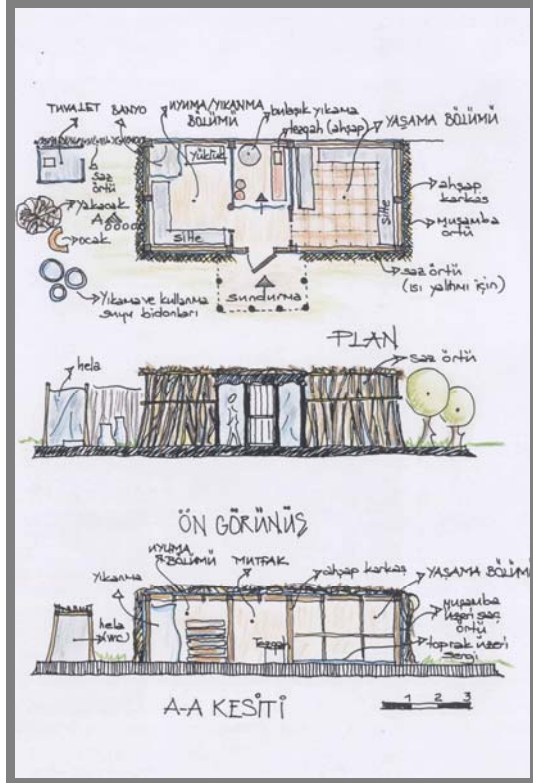 TUVALET BANYO
UYUMA/YIKANMA
BÖLÜMÜ
bulaşık yıkama
tezgah (ahşap)
YAŞAMA BÖLÜMÜ
Yüklük
saz
örtü
yakacak
A
ocak
Sille
Sille
ahşap
karkas
muşamba
örtü
saz örtü
(ısı yalıtımı için)
sundurma
Yıkama ve kullanma
suyu bidonları
PLAN
saz örtü
hela
ÖN GÖRÜNÜŞ
UYUMA
BÖLÜMÜ
MUTFAK
ahşap karkas
YAŞAMA BÖLÜMÜ
Yıkanma
hela
(WC)
Tezgah
muşamba
üzeri saz
örtü
toprak üzeri
sergi
A-A KESİTİ
1 2 3